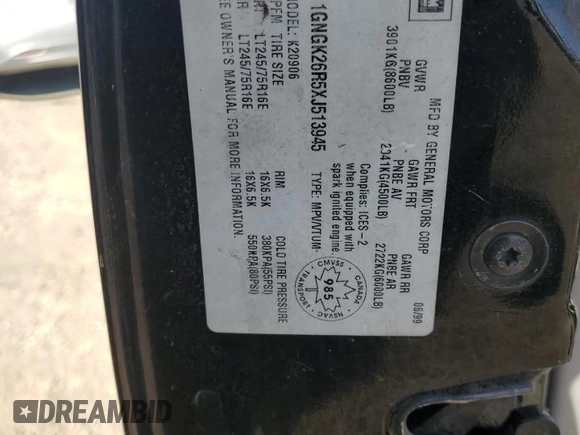 MFD BY GENERAL MOTORS CORP 06/99
GVWR GAWR FRT GAWR RR
PNBV PNBE AV PNBE AR
3901KG(8600LB) 2041KG(4500LB) 2722KG(6000LB)
985
CMVSS
CANADA
NSVAC
TRANSPORT
Complies: ICES-2
when equipped with
spark ignited engine.
1GNGK26R5XJ513945 TYPE: MPV/VTUM
MODEL: K20906
TIRE SIZE RIM COLD TIRE PRESSURE
LT245/75R16E 16X6.5K 380KPA(55PSI)
LT245/75R16E 16X6.5K 550KPA(80PSI)
OWNER'S MANUAL FOR MORE INFORMATION.
DREAMBID